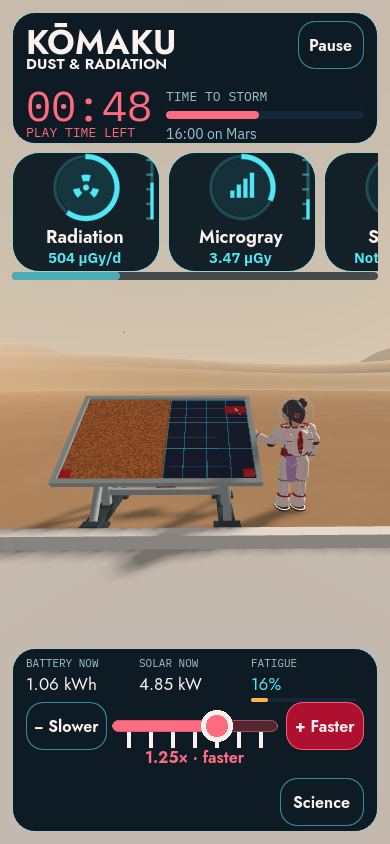 KŌMAKU
DUST & RADIATION
Pause
00:48
PLAY TIME LEFT
TIME TO STORM
16:00 on Mars
Radiation
504 µGy/d
Microgray
3.47 µGy
S
Not
BATTERY NOW
1.06 kWh
SOLAR NOW
4.85 kW
FATIGUE
16%
– Slower
+ Faster
1.25× · faster
Science